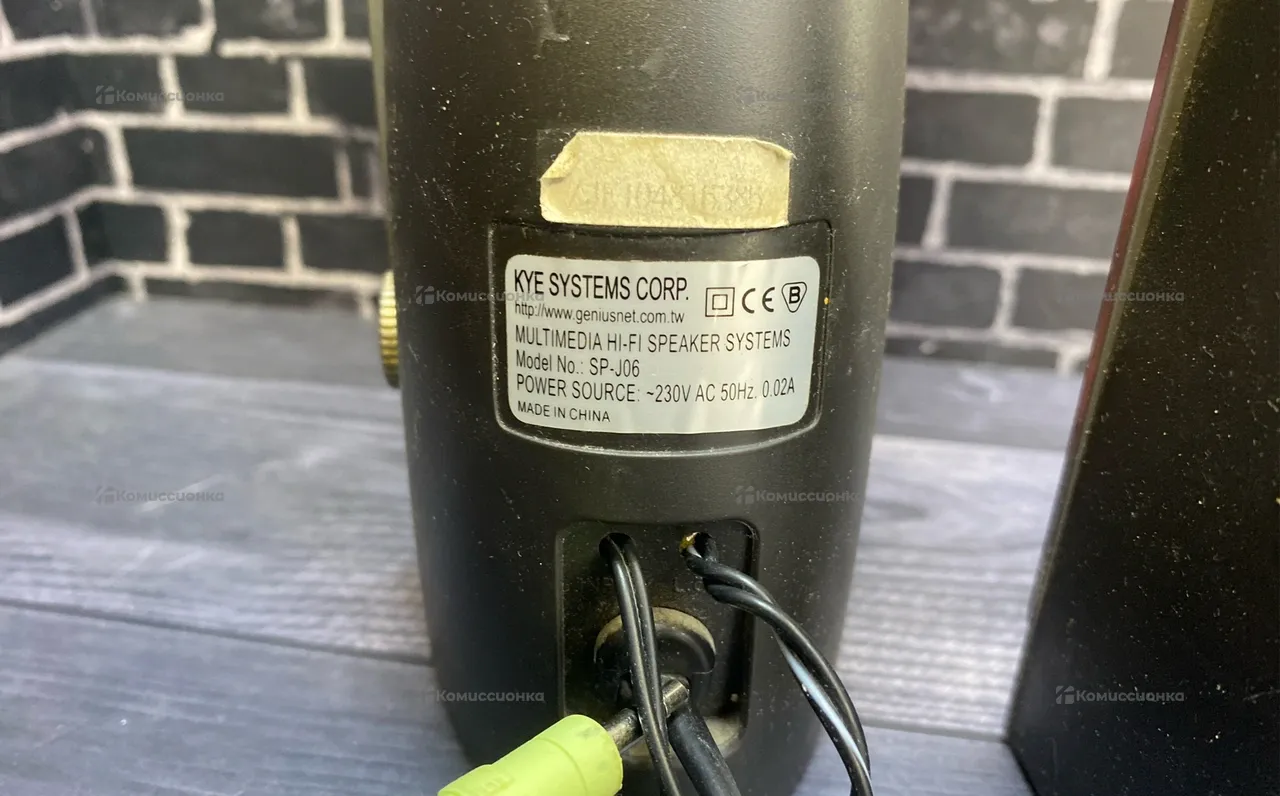 Комиссионка
Комиссионка
KYE SYSTEMS CORP.
http://www.geniusnet.com.tw
MULTIMEDIA HI-FI SPEAKER SYSTEMS
Model No.: SP-J06
POWER SOURCE: ~230V AC 50Hz. 0.02A
MADE IN CHINA
CE
B
Комиссионка
Комиссионка
Комиссионка
Комиссионка
Комиссионка
Комиссионка